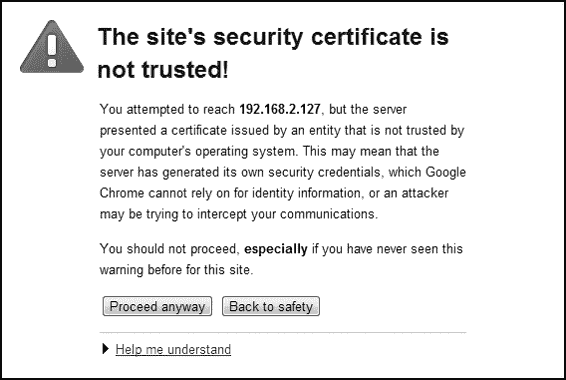 The site's security certificate is
not trusted!
You attempted to reach 192.168.2.127, but the server
presented a certificate issued by an entity that is not trusted by
your computer's operating system. This may mean that the
server has generated its own security credentials, which Google
Chrome cannot rely on for identity information, or an attacker
may be trying to intercept your communications.
You should not proceed, especially if you have never seen this
warning before for this site.
Proceed anyway Back to safety
Help me understand